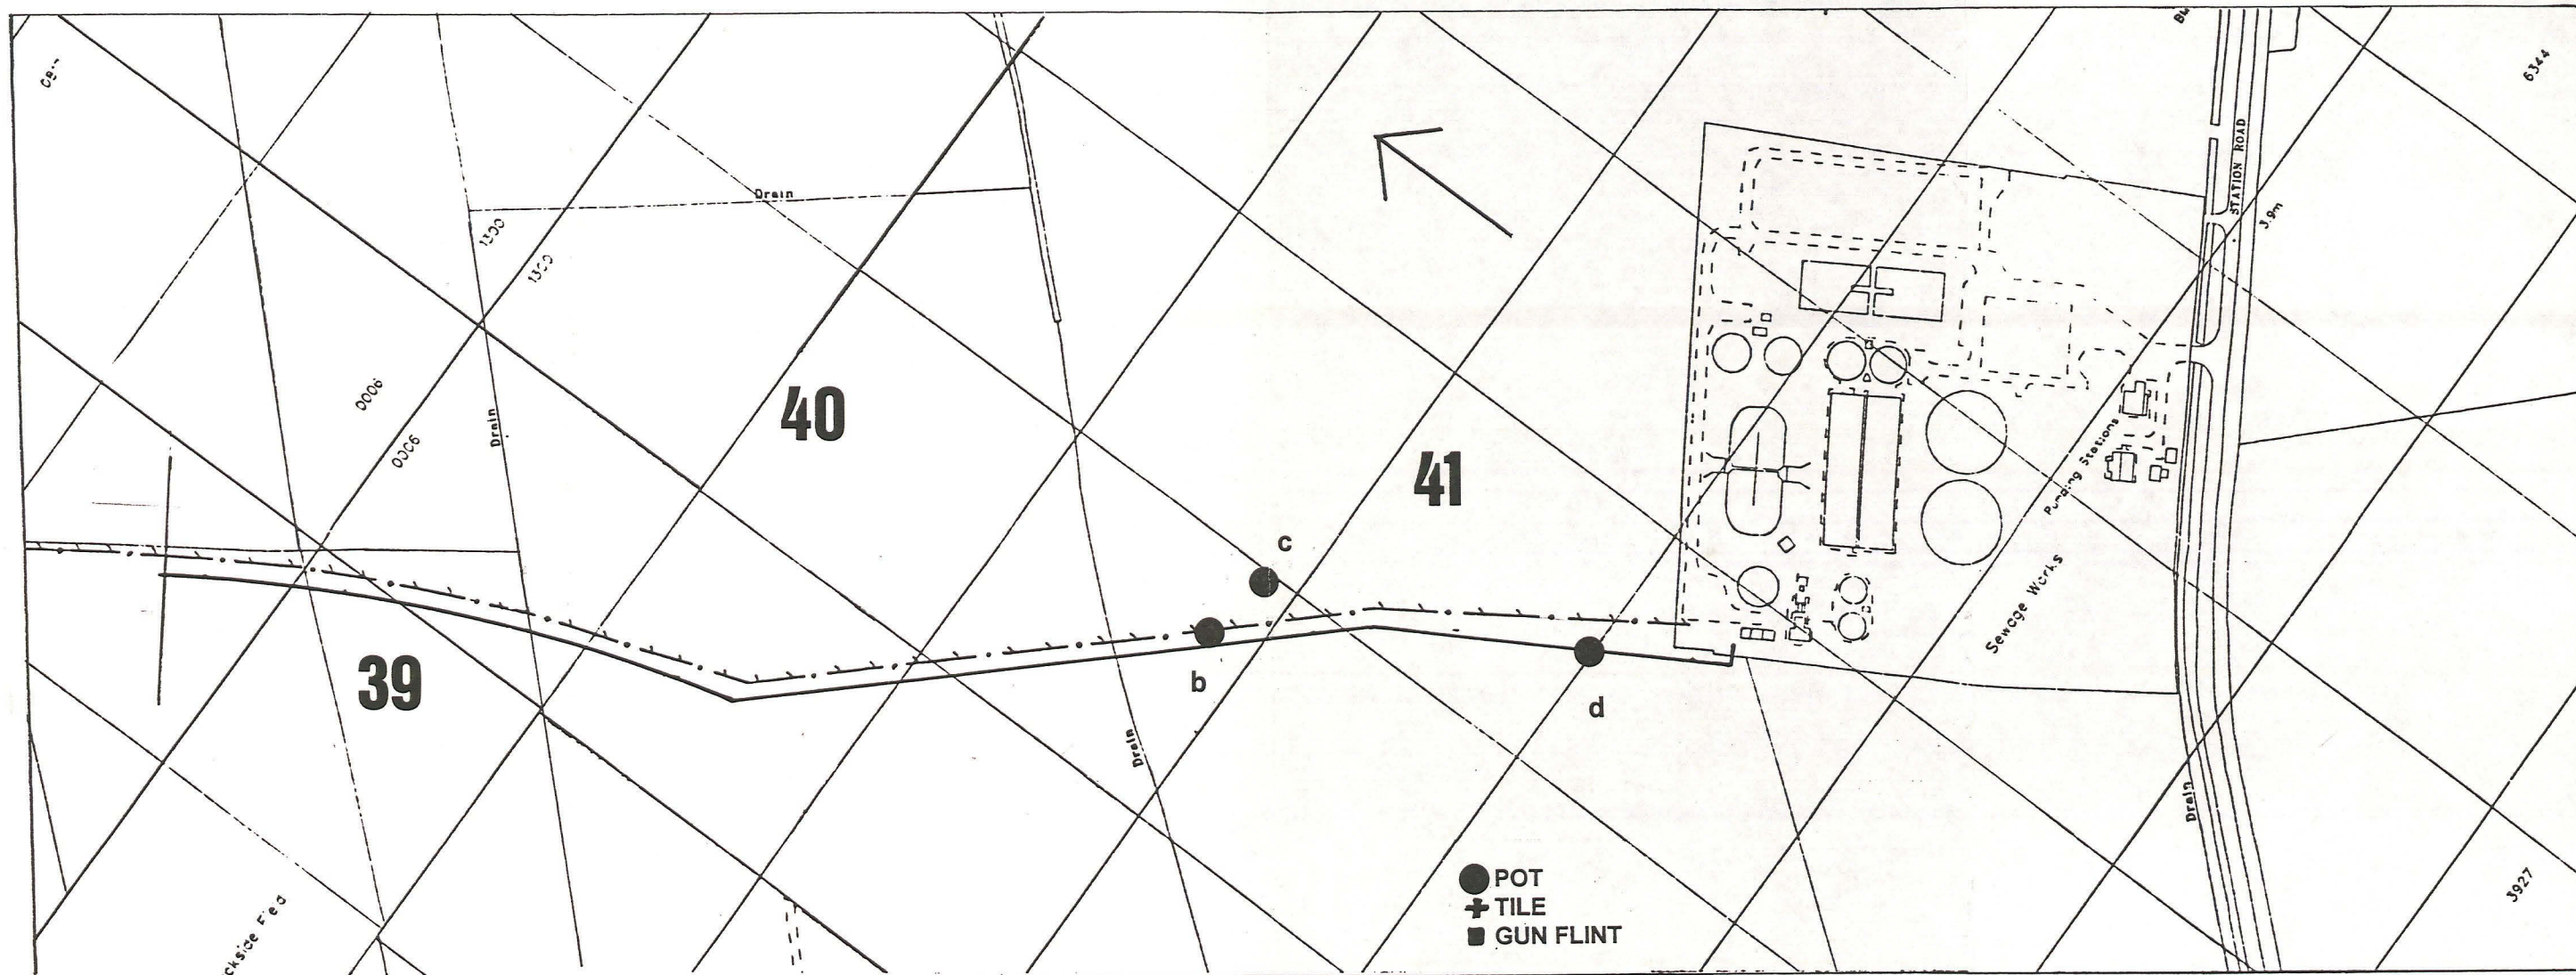 STATION ROAD
3.9m
6344
Drain
1300
1300
40
0006
0006
Drain
41
Pumping Stations
c
Sewage Works
39
b
d
Drain
Drain
POT
TILE
GUN FLINT
3927